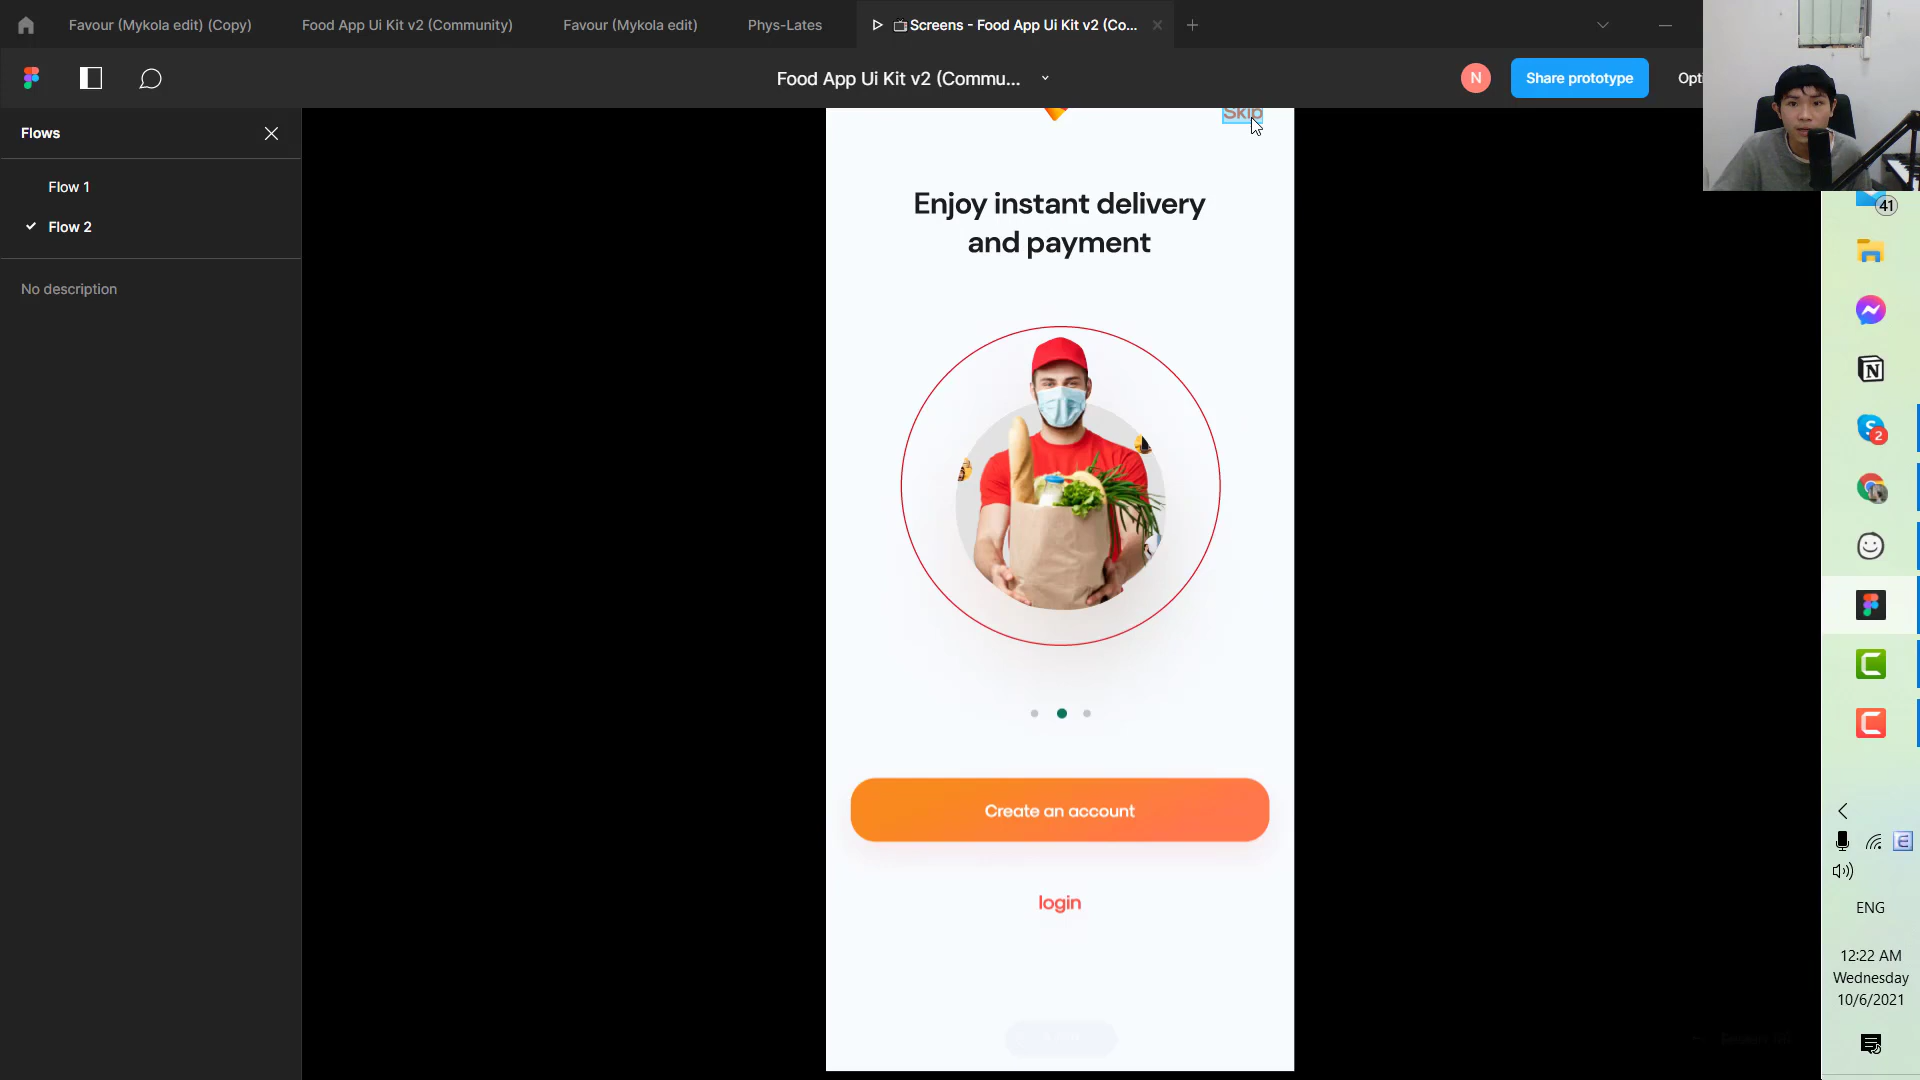 Favour (Mykola edit) (Copy)
Food App Ui Kit v2 (Community)
Favour (Mykola edit)
Phys-Lates
Screens - Food App Ui Kit v2 (Co...
Food App Ui Kit v2 (Commu...
N
Share prototype
Opti
Flows
Flow 1
Flow 2
No description
Skip
Enjoy instant delivery
and payment
Create an account
login
41
2
ENG
12:22 AM
Wednesday
10/6/2021